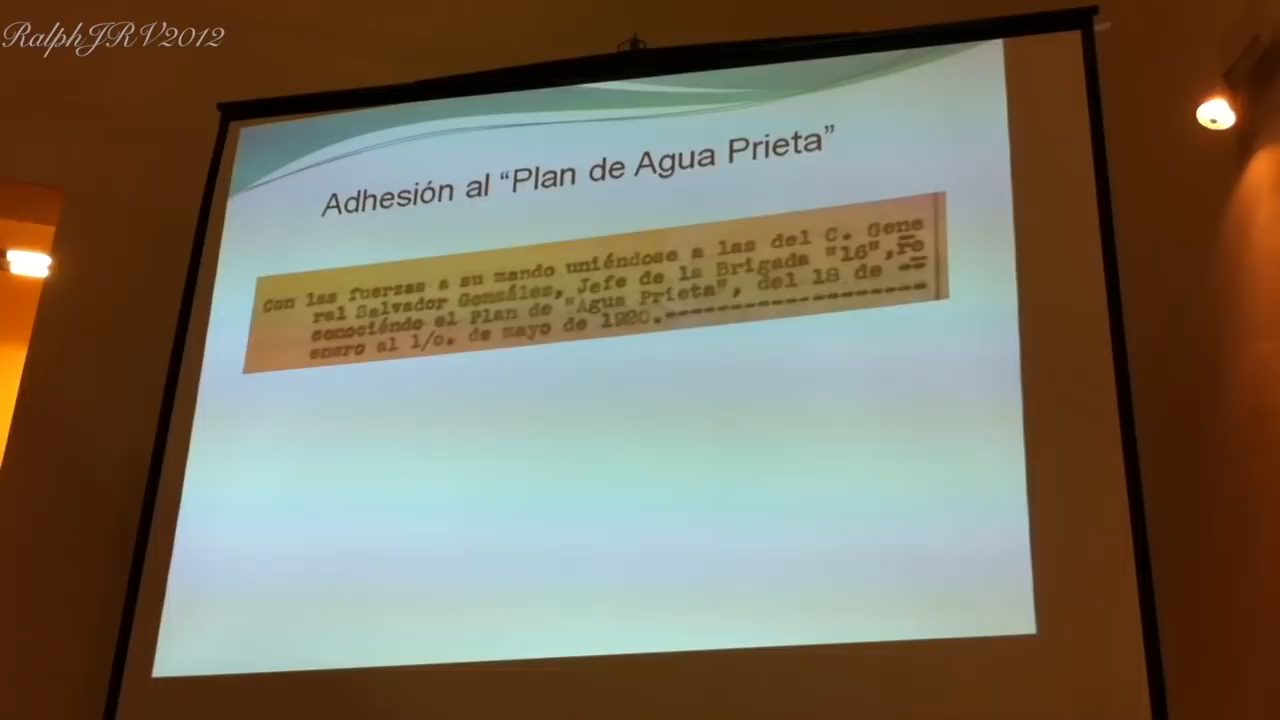 RalphJRV2012
Adhesión al “Plan de Agua Prieta”
Con las fuerzas a su mando uniéndose a las del C. Gene
ral Salvador González, Jefe de la Brigada "16",re
conociéndo el Plan de "Agua Prieta", del 18 de --
enero al 1/o. de mayo de 1920.--------------------